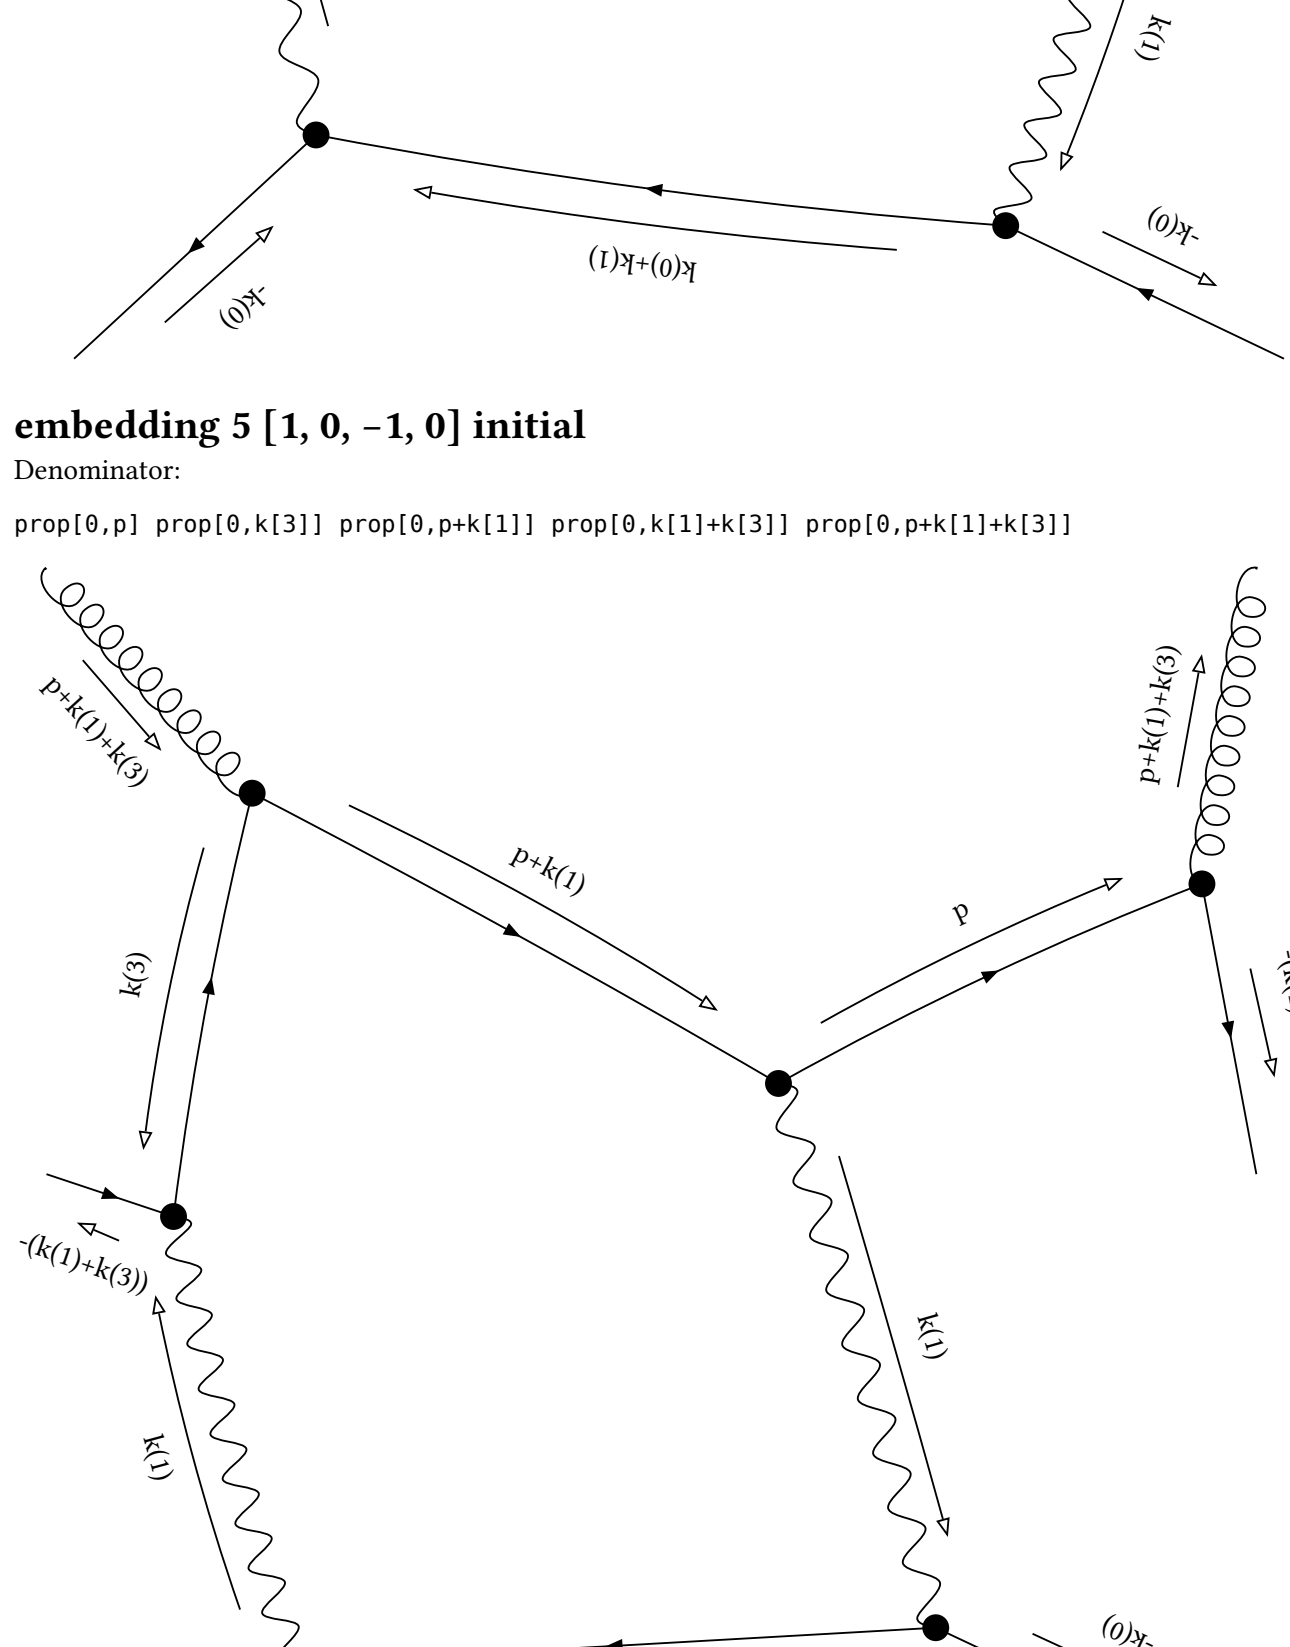 k(1)
-k(0)
k(0)+k(1)
-k(0)
embedding 5 [1, 0, −1, 0] initial
Denominator:
prop[0,p] prop[0,k[3]] prop[0,p+k[1]] prop[0,k[1]+k[3]] prop[0,p+k[1]+k[3]]
p+k(1)+k(3)
p+k(1)+k(3)
p+k(1)
p
k(3)
-(k(1)+k(3))
k(1)
k(1)
-k(0)